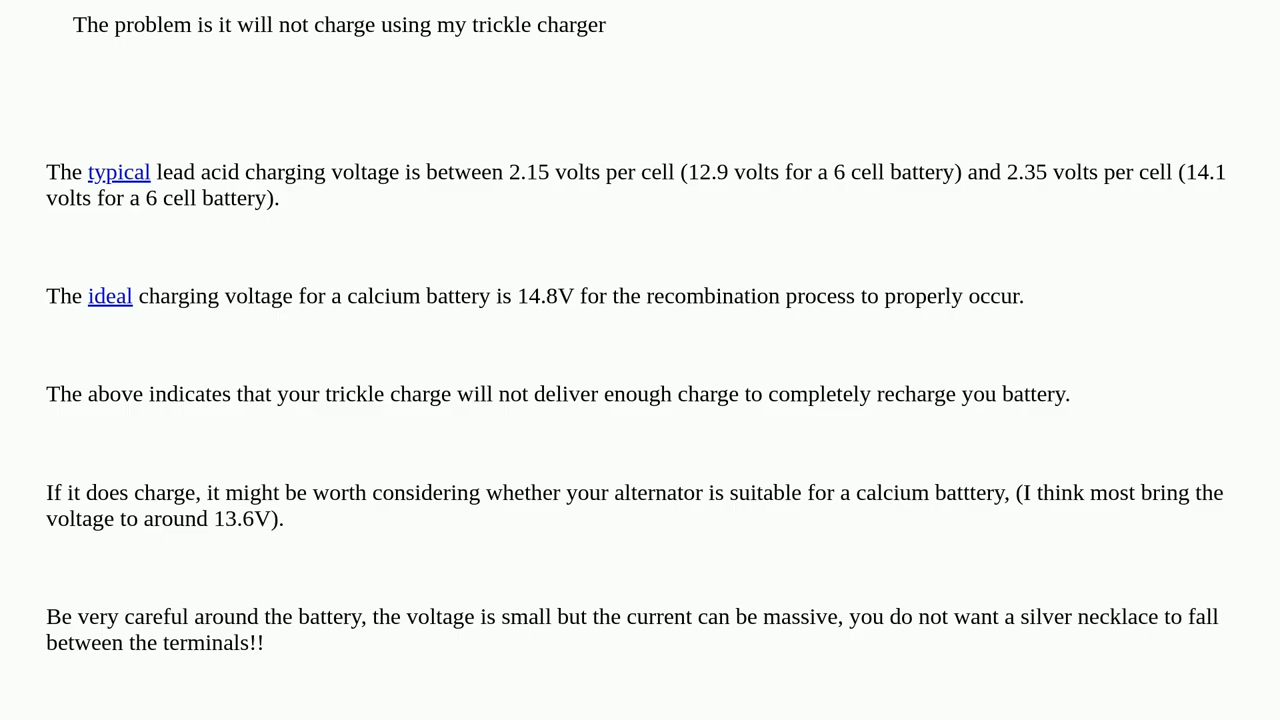 The problem is it will not charge using my trickle charger
The typical lead acid charging voltage is between 2.15 volts per cell (12.9 volts for a 6 cell battery) and 2.35 volts per cell (14.1
volts for a 6 cell battery).
The ideal charging voltage for a calcium battery is 14.8V for the recombination process to properly occur.
The above indicates that your trickle charge will not deliver enough charge to completely recharge you battery.
If it does charge, it might be worth considering whether your alternator is suitable for a calcium batttery, (I think most bring the
voltage to around 13.6V).
Be very careful around the battery, the voltage is small but the current can be massive, you do not want a silver necklace to fall
between the terminals!!